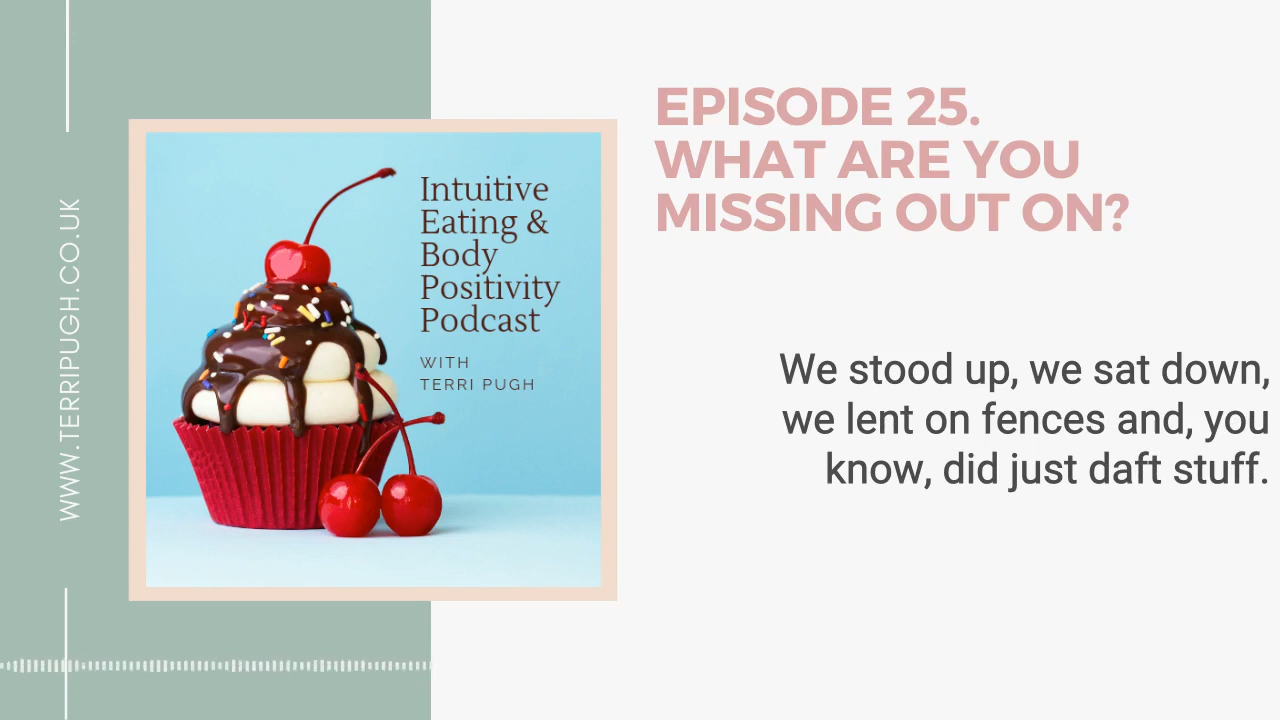 WWW.TERRIPUGH.CO.UK
Intuitive
Eating &
Body
Positivity
Podcast
WITH
TERRI PUGH
EPISODE 25.
WHAT ARE YOU
MISSING OUT ON?
We stood up, we sat down,
we lent on fences and, you
know, did just daft stuff.